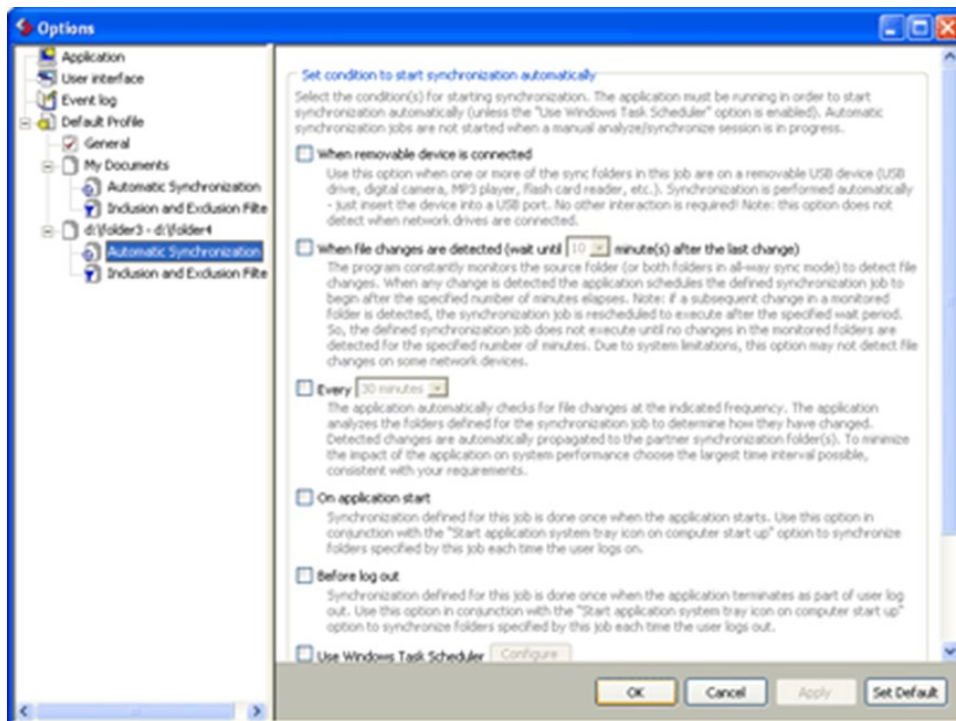 Options
Application
User interface
Event log
Default Profile
General
My Documents
Automatic Synchronization
Inclusion and Exclusion Filte
d:\folder3 - d:\folder4
Automatic Synchronization
Inclusion and Exclusion Filte
Set condition to start synchronization automatically
Select the condition(s) for starting synchronization. The application must be running in order to start
synchronization automatically (unless the "Use Windows Task Scheduler" option is enabled). Automatic
synchronization jobs are not started when a manual analyze/synchronize session is in progress.
When removable device is connected
Use this option when one or more of the sync folders in this job are on a removable USB device (USB
drive, digital camera, MP3 player, flash card reader, etc.). Synchronization is performed automatically
- just insert the device into a USB port. No other interaction is required! Note: this option does not
detect when network drives are connected.
When file changes are detected (wait until 10 minute(s) after the last change)
The program constantly monitors the source folder (or both folders in all-way sync mode) to detect file
changes. When any change is detected the application schedules the defined synchronization job to
begin after the specified number of minutes elapses. Note: if a subsequent change in a monitored
folder is detected, the synchronization job is rescheduled to execute after the specified wait period.
So, the defined synchronization job does not execute until no changes in the monitored folders are
detected for the specified number of minutes. Due to system limitations, this option may not detect file
changes on some network devices.
Every 30 minutes
The application automatically checks for file changes at the indicated frequency. The application
analyzes the folders defined for the synchronization job to determine how they have changed.
Detected changes are automatically propagated to the partner synchronization folder(s). To minimize
the impact of the application on system performance choose the largest time interval possible,
consistent with your requirements.
On application start
Synchronization defined for this job is done once when the application starts. Use this option in
conjunction with the "Start application system tray icon on computer start up" option to synchronize
folders specified by this job each time the user logs on.
Before log out
Synchronization defined for this job is done once when the application terminates as part of user log
out. Use this option in conjunction with the "Start application system tray icon on computer start up"
option to synchronize folders specified by this job each time the user logs out.
Use Windows Task Scheduler Configure
OK Cancel Apply Set Default